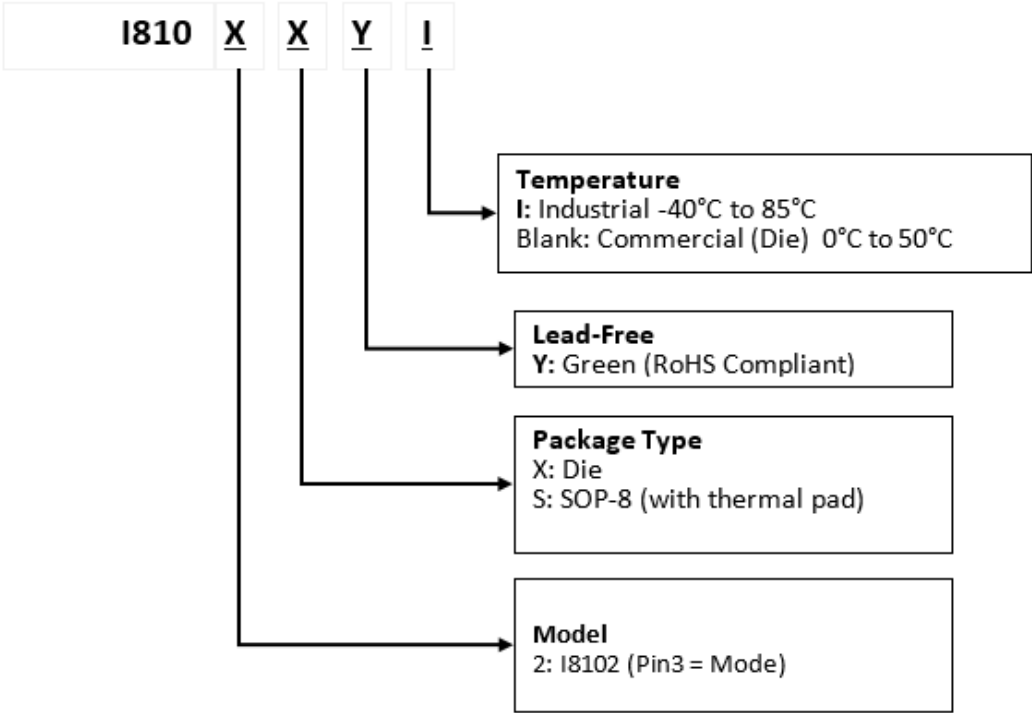 I810 X X Y I
Temperature
I: Industrial -40°C to 85°C
Blank: Commercial (Die) 0°C to 50°C
Lead-Free
Y: Green (RoHS Compliant)
Package Type
X: Die
S: SOP-8 (with thermal pad)
Model
2: I8102 (Pin3 = Mode)